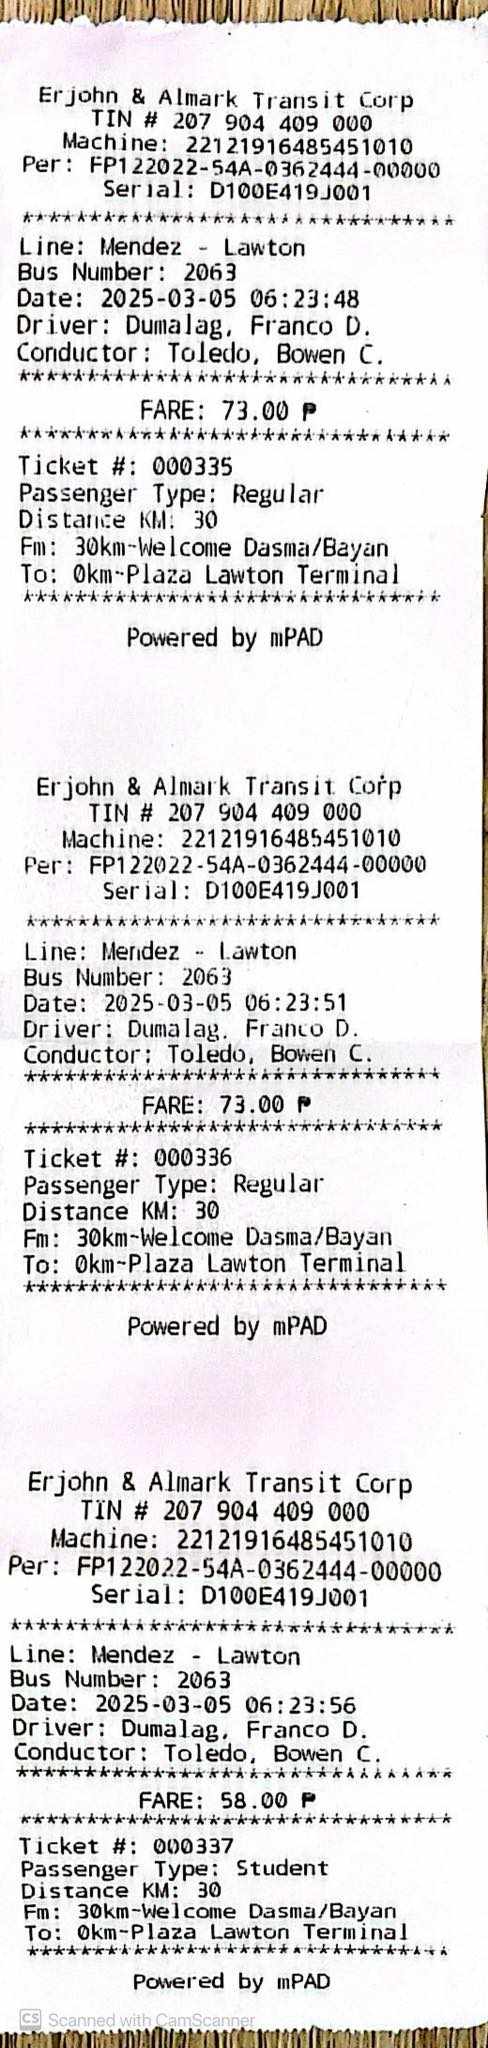 Erjohn & Almark Transit Corp
TIN # 207 904 409 000
Machine: 22121916485451010
Per: FP122022-54A-0362444-00000
Serial: D100E419J001
********************************
Line: Mendez - Lawton
Bus Number: 2063
Date: 2025-03-05 06:23:48
Driver: Dumalag, Franco D.
Conductor: Toledo, Bowen C.
********************************
FARE: 73.00 ₱
********************************
Ticket #: 000335
Passenger Type: Regular
Distance KM: 30
Fm: 30km-Welcome Dasma/Bayan
To: 0km-Plaza Lawton Terminal
********************************
Powered by mPAD
Erjohn & Almark Transit Corp
TIN # 207 904 409 000
Machine: 22121916485451010
Per: FP122022-54A-0362444-00000
Serial: D100E419J001
********************************
Line: Mendez - Lawton
Bus Number: 2063
Date: 2025-03-05 06:23:51
Driver: Dumalag, Franco D.
Conductor: Toledo, Bowen C.
********************************
FARE: 73.00 ₱
********************************
Ticket #: 000336
Passenger Type: Regular
Distance KM: 30
Fm: 30km-Welcome Dasma/Bayan
To: 0km-Plaza Lawton Terminal
********************************
Powered by mPAD
Erjohn & Almark Transit Corp
TIN # 207 904 409 000
Machine: 22121916485451010
Per: FP122022-54A-0362444-00000
Serial: D100E419J001
********************************
Line: Mendez - Lawton
Bus Number: 2063
Date: 2025-03-05 06:23:56
Driver: Dumalag, Franco D.
Conductor: Toledo, Bowen C.
********************************
FARE: 58.00 ₱
********************************
Ticket #: 000337
Passenger Type: Student
Distance KM: 30
Fm: 30km-Welcome Dasma/Bayan
To: 0km-Plaza Lawton Terminal
********************************
Powered by mPAD
CS Scanned with CamScanner